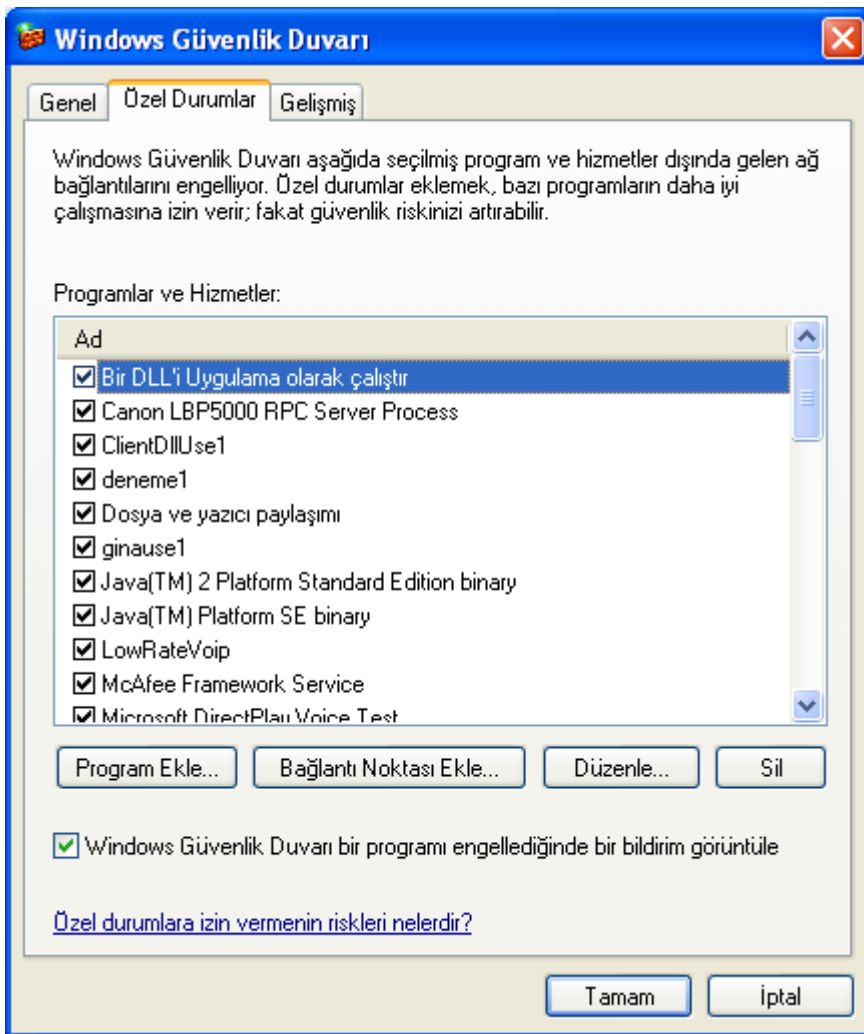 Windows Güvenlik Duvarı
Genel
Özel Durumlar
Gelişmiş
Windows Güvenlik Duvarı aşağıda seçilmiş program ve hizmetler dışında gelen ağ
bağlantılarını engelliyor. Özel durumlar eklemek, bazı programların daha iyi
çalışmasına izin verir; fakat güvenlik riskinizi artırabilir.
Programlar ve Hizmetler:
Ad
Bir DLL'i Uygulama olarak çalıştır
Canon LBP5000 RPC Server Process
ClientDllUse1
deneme1
Dosya ve yazıcı paylaşımı
ginause1
Java(TM) 2 Platform Standard Edition binary
Java(TM) Platform SE binary
LowRateVoip
McAfee Framework Service
Microsoft DirectPlay Voice Test
Program Ekle...
Bağlantı Noktası Ekle...
Düzenle...
Sil
Windows Güvenlik Duvarı bir programı engellediğinde bir bildirim görüntüle
Özel durumlara izin vermenin riskleri nelerdir?
Tamam
İptal